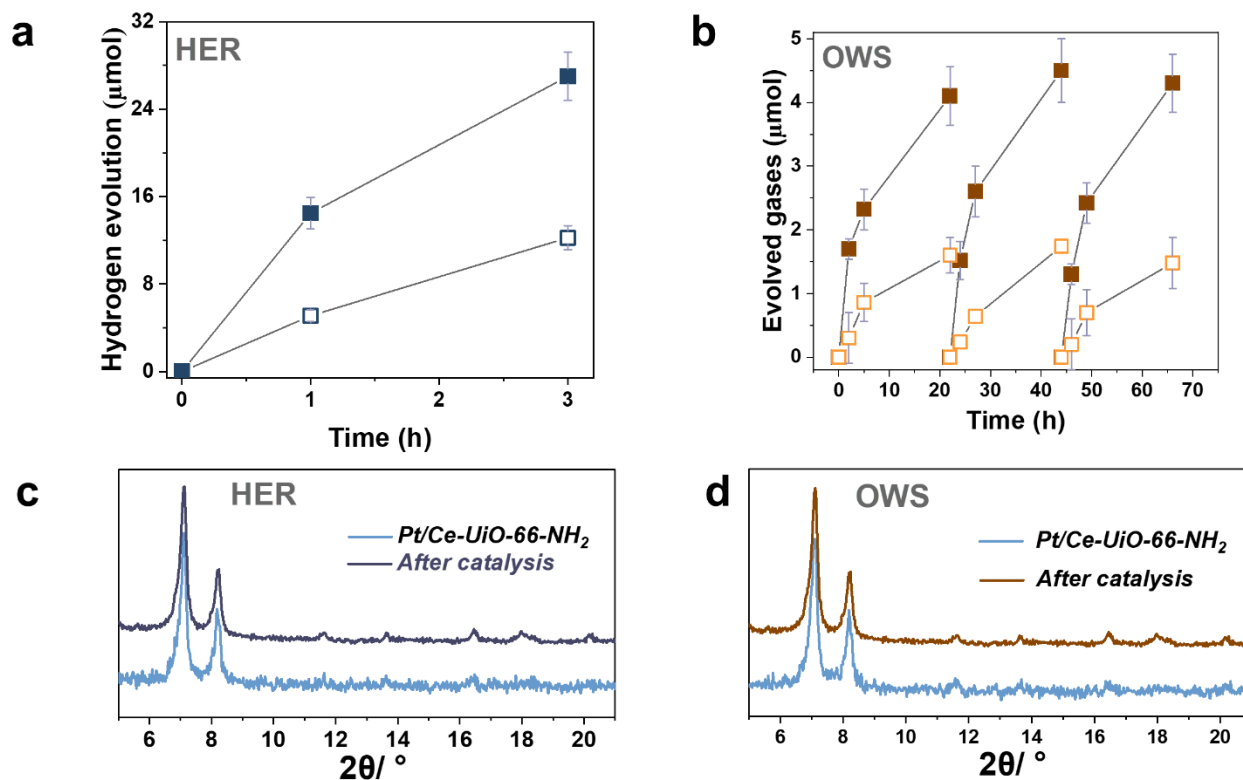 a
HER
Hydrogen evolution (μmol)
32
24
16
8
0
0 1 2 3
Time (h)
b
OWS
Evolved gases (μmol)
5
4
3
2
1
0
0 10 20 30 40 50 60 70
Time (h)
c
HER
Pt/Ce-UiO-66-NH₂
After catalysis
6 8 10 12 14 16 18 20
2θ/ °
d
OWS
Pt/Ce-UiO-66-NH₂
After catalysis
6 8 10 12 14 16 18 20
2θ/ °